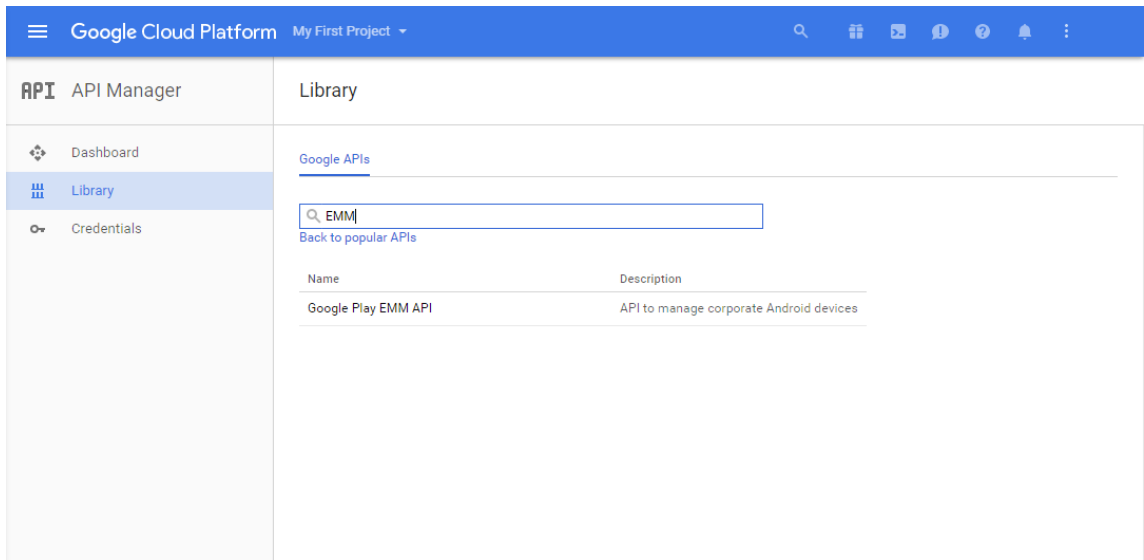 Google Cloud Platform My First Project
API API Manager
Library
Dashboard
Library
Credentials
Google APIs
EMM
Back to popular APIs
Name Description
Google Play EMM API API to manage corporate Android devices